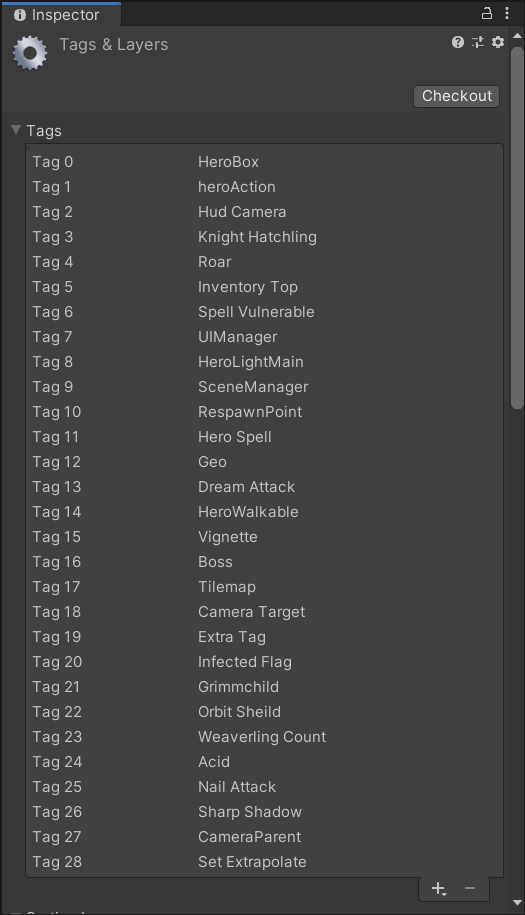 Inspector
Tags & Layers
Checkout
Tags
Tag 0 HeroBox
Tag 1 heroAction
Tag 2 Hud Camera
Tag 3 Knight Hatchling
Tag 4 Roar
Tag 5 Inventory Top
Tag 6 Spell Vulnerable
Tag 7 UIManager
Tag 8 HeroLightMain
Tag 9 SceneManager
Tag 10 RespawnPoint
Tag 11 Hero Spell
Tag 12 Geo
Tag 13 Dream Attack
Tag 14 HeroWalkable
Tag 15 Vignette
Tag 16 Boss
Tag 17 Tilemap
Tag 18 Camera Target
Tag 19 Extra Tag
Tag 20 Infected Flag
Tag 21 Grimmchild
Tag 22 Orbit Sheild
Tag 23 Weaverling Count
Tag 24 Acid
Tag 25 Nail Attack
Tag 26 Sharp Shadow
Tag 27 CameraParent
Tag 28 Set Extrapolate